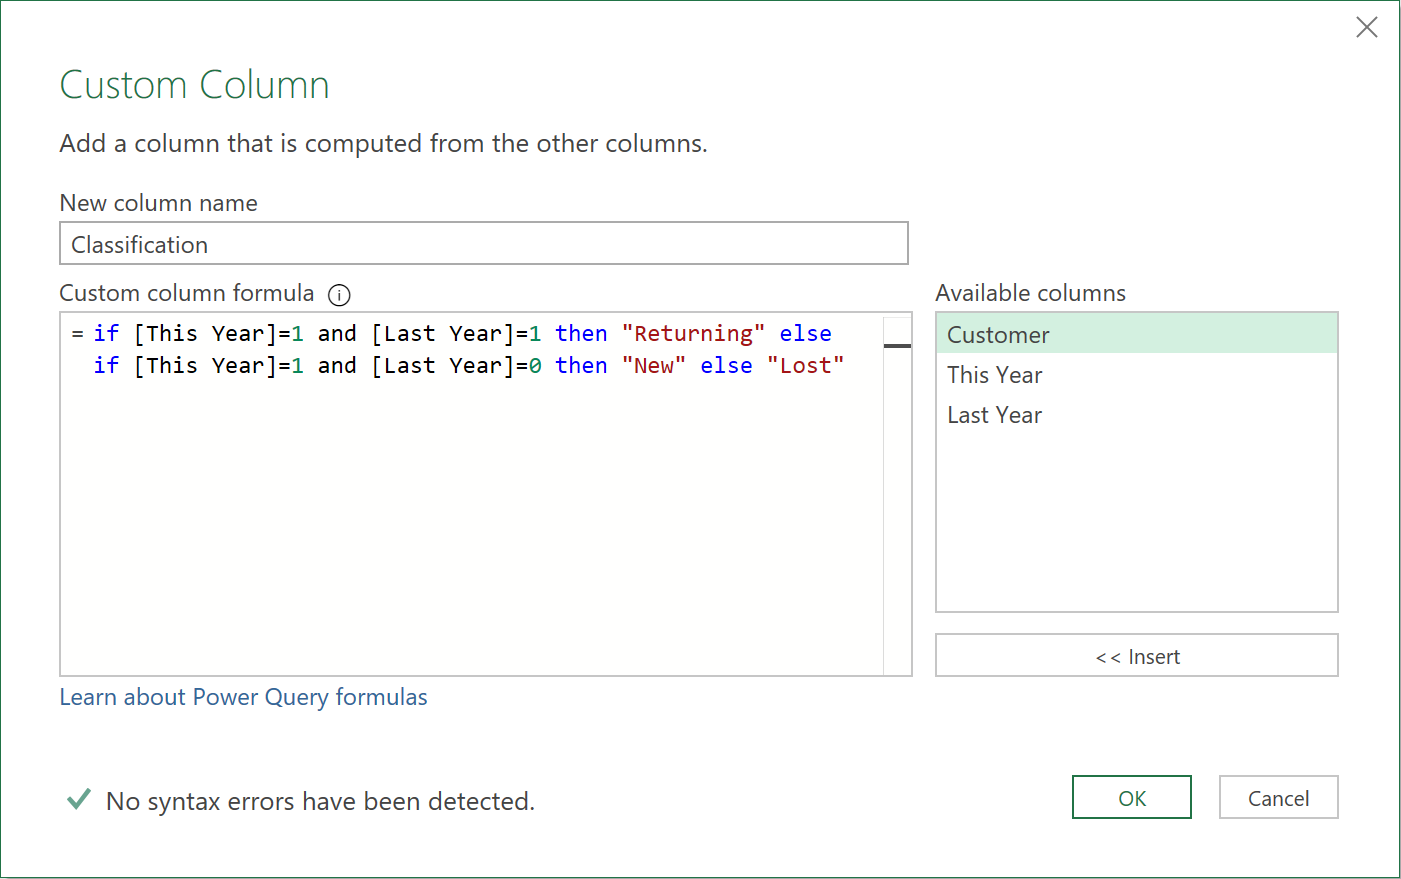 Custom Column
Add a column that is computed from the other columns.
New column name
Classification
Custom column formula
= if [This Year]=1 and [Last Year]=1 then "Returning" else
if [This Year]=1 and [Last Year]=0 then "New" else "Lost"
Available columns
Customer
This Year
Last Year
<< Insert
Learn about Power Query formulas
No syntax errors have been detected.
OK
Cancel